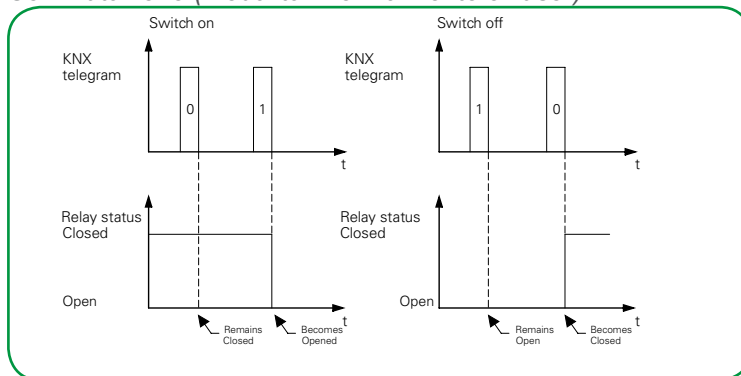 Switch on
Switch off
KNX
telegram
KNX
telegram
0
1
1
0
t
t
Relay status
Closed
Relay status
Closed
Open
Open
t
t
Remains
Closed
Becomes
Opened
Remains
Open
Becomes
Closed